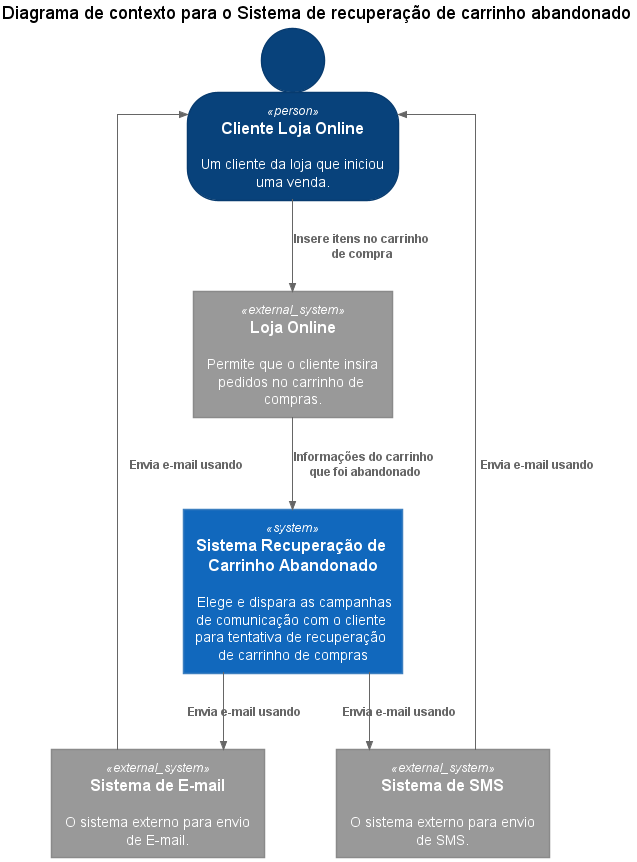 Diagrama de contexto para o Sistema de recuperação de carrinho abandonado
«person»
Cliente Loja Online
Um cliente da loja que iniciou
uma venda.
Insere itens no carrinho
de compra
«external_system»
Loja Online
Permite que o cliente insira
pedidos no carrinho de
compras.
Envia e-mail usando
Informações do carrinho
que foi abandonado
Envia e-mail usando
«system»
Sistema Recuperação de
Carrinho Abandonado
Elege e dispara as campanhas
de comunicação com o cliente
para tentativa de recuperação
de carrinho de compras
Envia e-mail usando
Envia e-mail usando
«external_system»
Sistema de E-mail
O sistema externo para envio
de E-mail.
«external_system»
Sistema de SMS
O sistema externo para envio
de SMS.